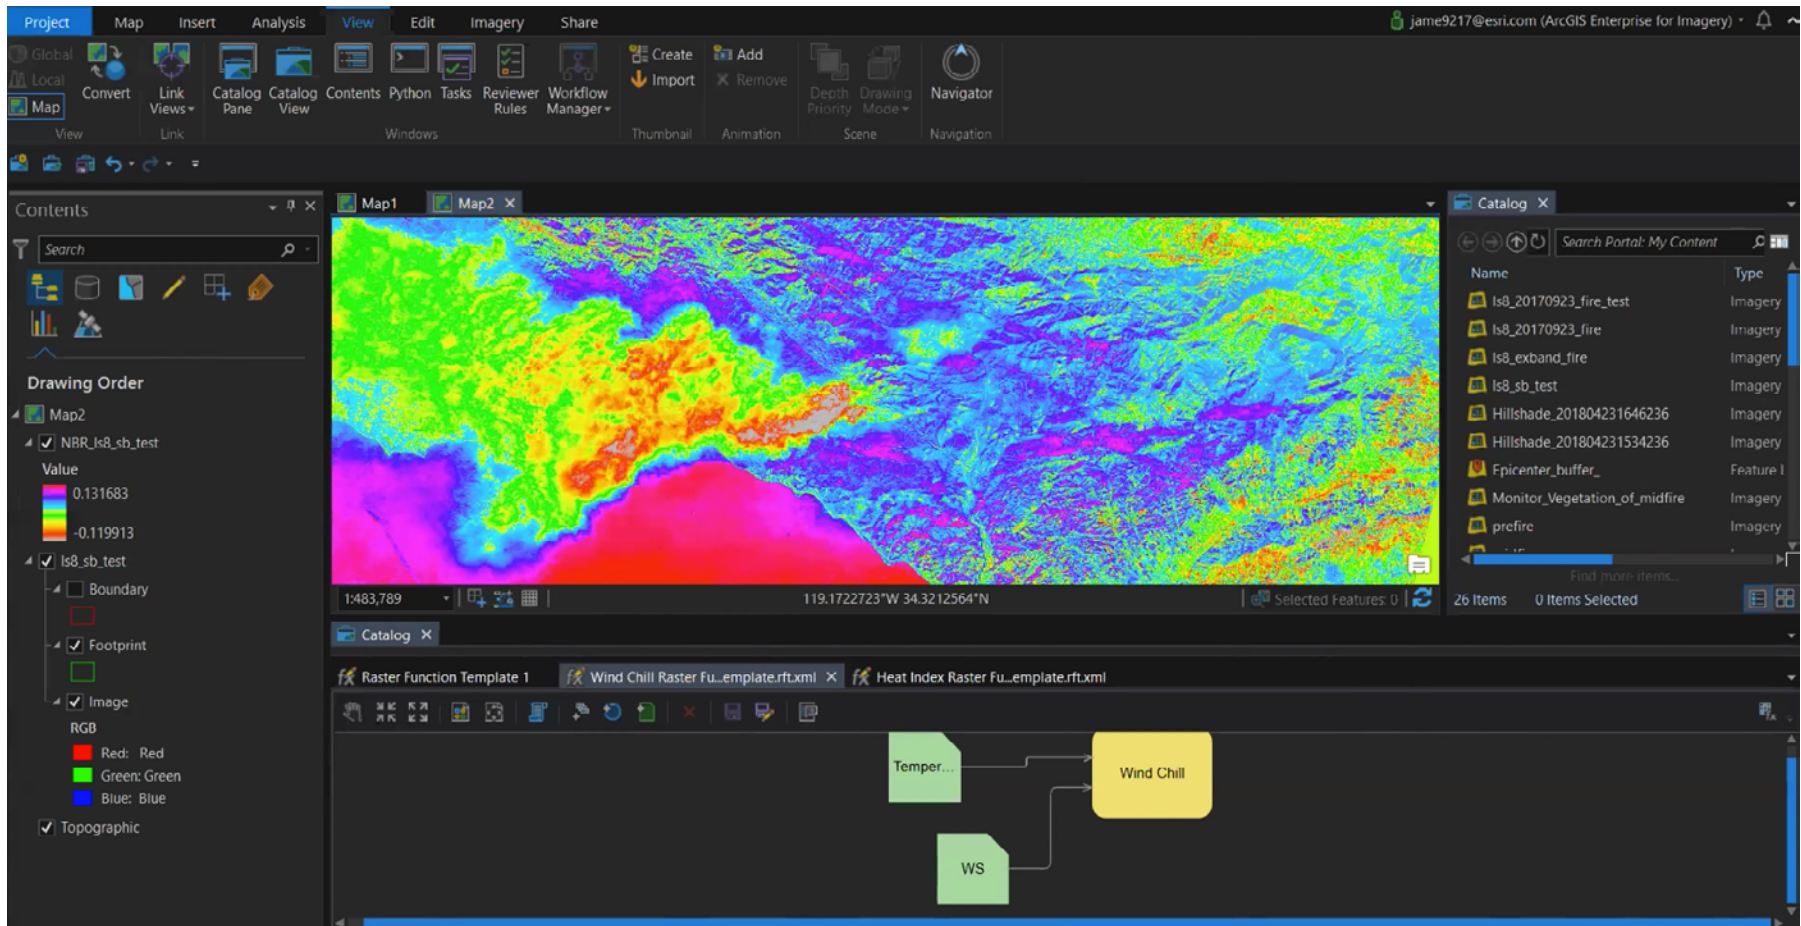 Project Map Insert Analysis View Edit Imagery Share
jame9217@esri.com (ArcGIS Enterprise for Imagery)
Global
Local
Map
Convert
Link
Views
Catalog
Pane
Catalog
View
Contents
Python
Tasks
Reviewer
Rules
Workflow
Manager
Create
Import
Add
Remove
Depth
Priority
Drawing
Mode
Navigator
View Link Windows Thumbnail Animation Scene Navigation
Contents
Search
Drawing Order
Map2
NBR_ls8_sb_test
Value
0.131683
-0.119913
ls8_sb_test
Boundary
Footprint
Image
RGB
Red: Red
Green: Green
Blue: Blue
Topographic
Map1 Map2
1:483,789 119.1722723°W 34.3212564°N Selected Features: 0
Catalog
Search Portal: My Content
Name Type
ls8_20170923_fire_test Imagery
ls8_20170923_fire Imagery
ls8_exband_fire Imagery
ls8_sb_test Imagery
Hillshade_201804231646236 Imagery
Hillshade_201804231534236 Imagery
Epicenter_buffer_ Feature l
Monitor_Vegetation_of_midfire Imagery
prefire Imagery
Find more items...
26 Items 0 Items Selected
Catalog
Raster Function Template 1 Wind Chill Raster Fu...emplate.rft.xml Heat Index Raster Fu...emplate.rft.xml
Temper...
Wind Chill
WS